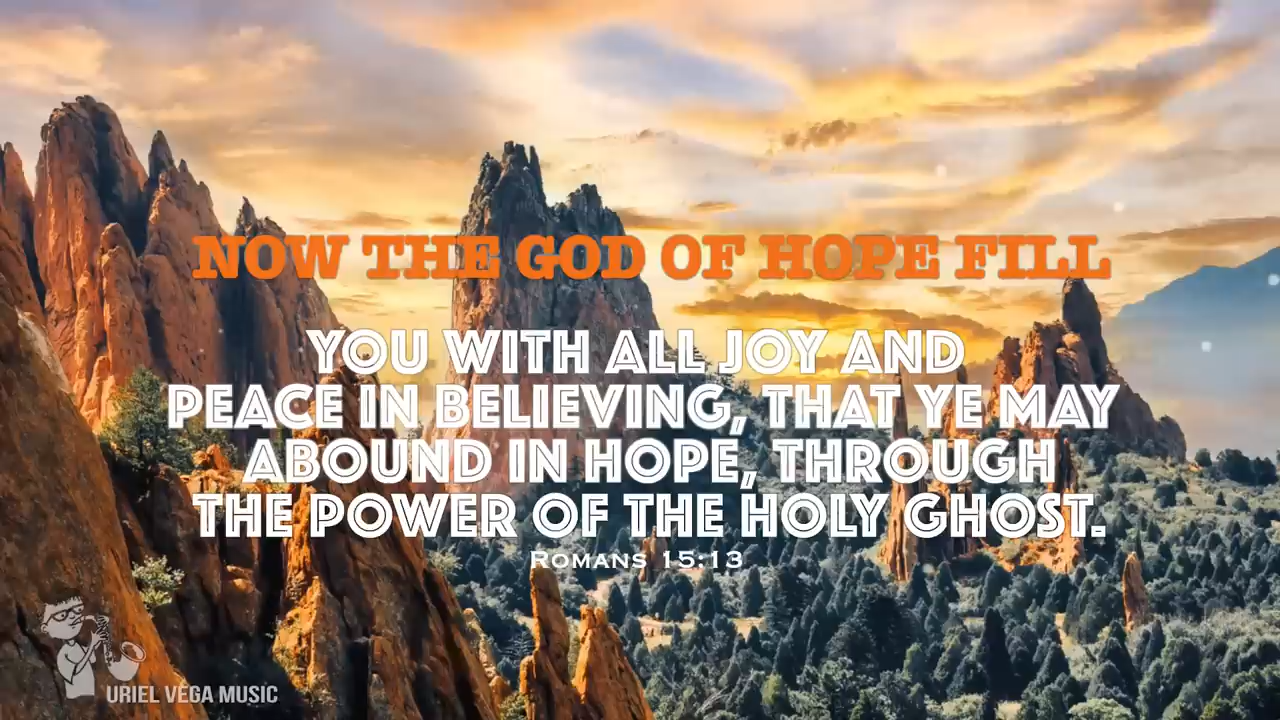 NOW THE GOD OF HOPE FILL
YOU WITH ALL JOY AND
PEACE IN BELIEVING, THAT YE MAY
ABOUND IN HOPE, THROUGH
THE POWER OF THE HOLY GHOST.
ROMANS 15:13
URIEL VEGA MUSIC